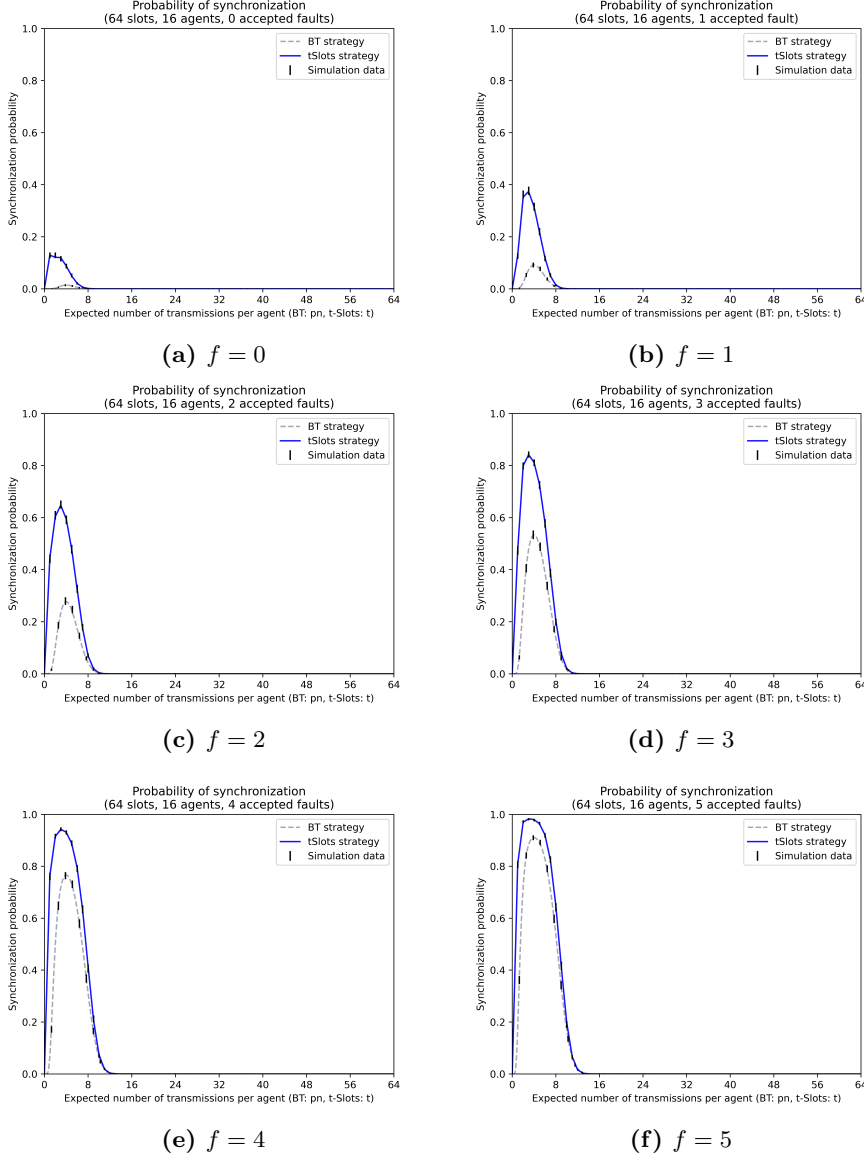 Probability of synchronization
(64 slots, 16 agents, 0 accepted faults)
BT strategy
tSlots strategy
Simulation data
Synchronization probability
1.0
0.8
0.6
0.4
0.2
0.0
0 8 16 24 32 40 48 56 64
Expected number of transmissions per agent (BT: pn, t-Slots: t)
(a) f = 0
Probability of synchronization
(64 slots, 16 agents, 1 accepted fault)
BT strategy
tSlots strategy
Simulation data
Synchronization probability
1.0
0.8
0.6
0.4
0.2
0.0
0 8 16 24 32 40 48 56 64
Expected number of transmissions per agent (BT: pn, t-Slots: t)
(b) f = 1
Probability of synchronization
(64 slots, 16 agents, 2 accepted faults)
BT strategy
tSlots strategy
Simulation data
Synchronization probability
1.0
0.8
0.6
0.4
0.2
0.0
0 8 16 24 32 40 48 56 64
Expected number of transmissions per agent (BT: pn, t-Slots: t)
(c) f = 2
Probability of synchronization
(64 slots, 16 agents, 3 accepted faults)
BT strategy
tSlots strategy
Simulation data
Synchronization probability
1.0
0.8
0.6
0.4
0.2
0.0
0 8 16 24 32 40 48 56 64
Expected number of transmissions per agent (BT: pn, t-Slots: t)
(d) f = 3
Probability of synchronization
(64 slots, 16 agents, 4 accepted faults)
BT strategy
tSlots strategy
Simulation data
Synchronization probability
1.0
0.8
0.6
0.4
0.2
0.0
0 8 16 24 32 40 48 56 64
Expected number of transmissions per agent (BT: pn, t-Slots: t)
(e) f = 4
Probability of synchronization
(64 slots, 16 agents, 5 accepted faults)
BT strategy
tSlots strategy
Simulation data
Synchronization probability
1.0
0.8
0.6
0.4
0.2
0.0
0 8 16 24 32 40 48 56 64
Expected number of transmissions per agent (BT: pn, t-Slots: t)
(f) f = 5